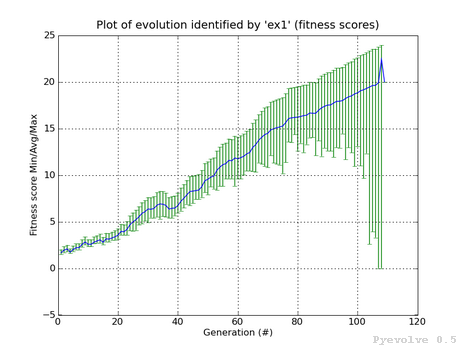 Plot of evolution identified by 'ex1' (fitness scores)
25
20
15
10
5
0
−5
Fitness score Min/Avg/Max
0 20 40 60 80 100 120
Generation (#)
Pyevolve 0.5